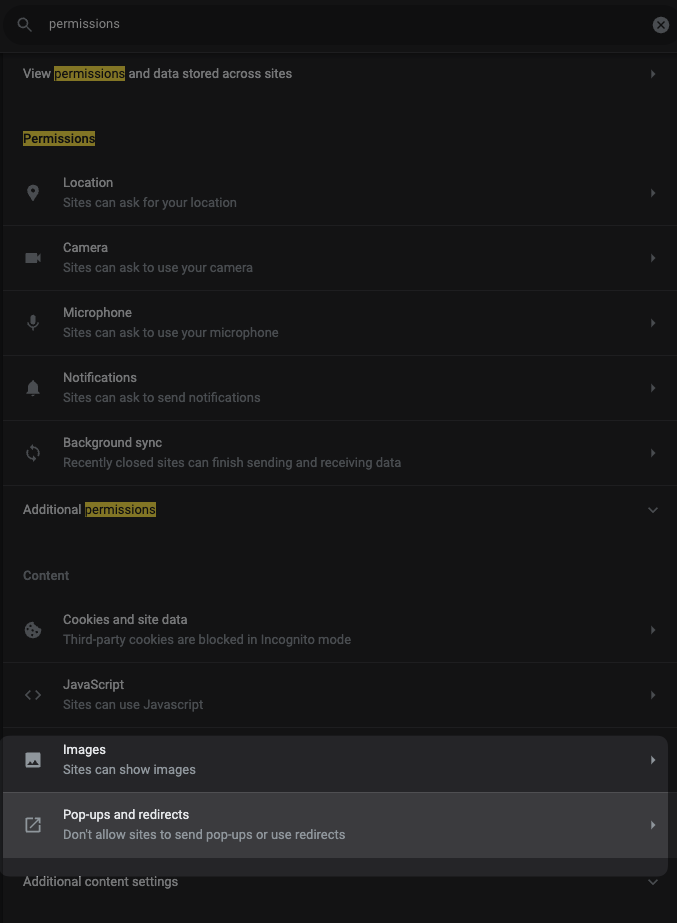 permissions
View permissions and data stored across sites
Permissions
Location
Sites can ask for your location
Camera
Sites can ask to use your camera
Microphone
Sites can ask to use your microphone
Notifications
Sites can ask to send notifications
Background sync
Recently closed sites can finish sending and receiving data
Additional permissions
Content
Cookies and site data
Third-party cookies are blocked in Incognito mode
JavaScript
Sites can use Javascript
Images
Sites can show images
Pop-ups and redirects
Don't allow sites to send pop-ups or use redirects
Additional content settings